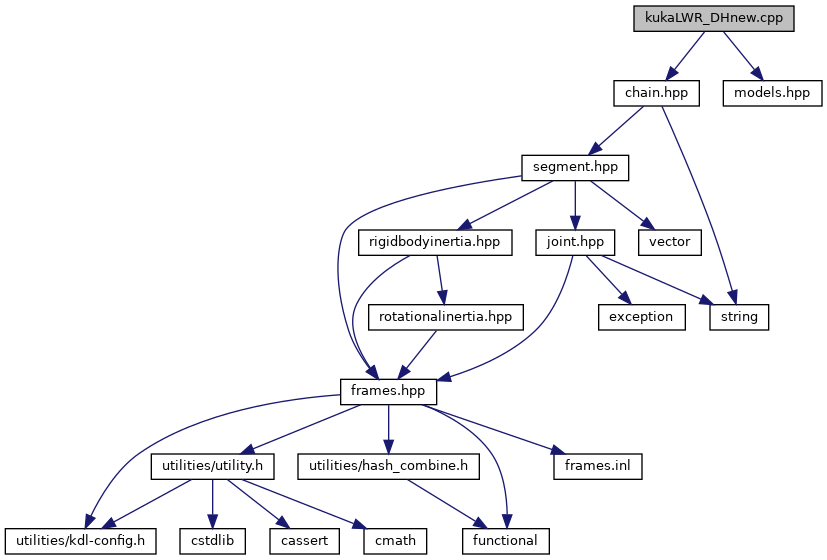 kukaLWR_DHnew.cpp
chain.hpp
models.hpp
segment.hpp
rigidbodyinertia.hpp
joint.hpp
vector
rotationalinertia.hpp
exception
string
frames.hpp
utilities/utility.h
utilities/hash_combine.h
frames.inl
utilities/kdl-config.h
cstdlib
cassert
cmath
functional